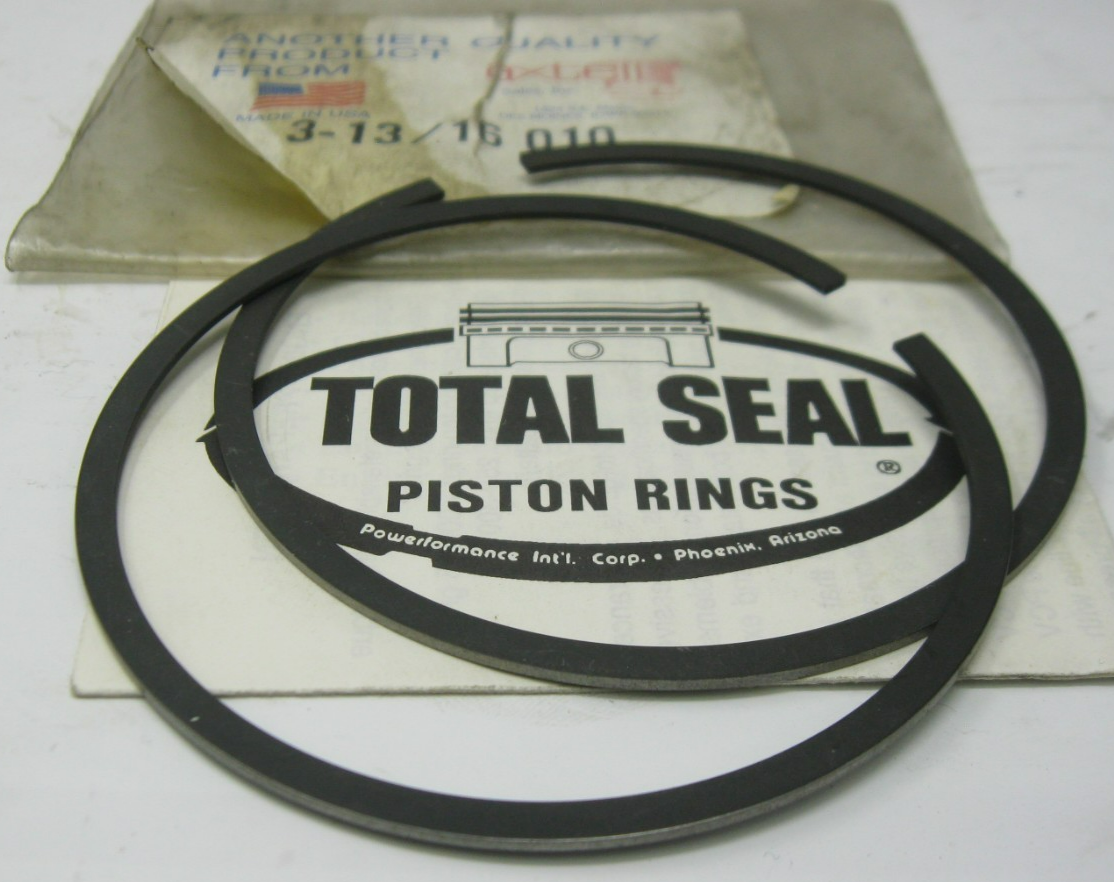 ANOTHER QUALITY
PRODUCT
FROM
MADE IN USA
3-13/16 010
TOTAL SEAL
®
PISTON RINGS
Powerformance Int'l. Corp. • Phoenix, Arizona